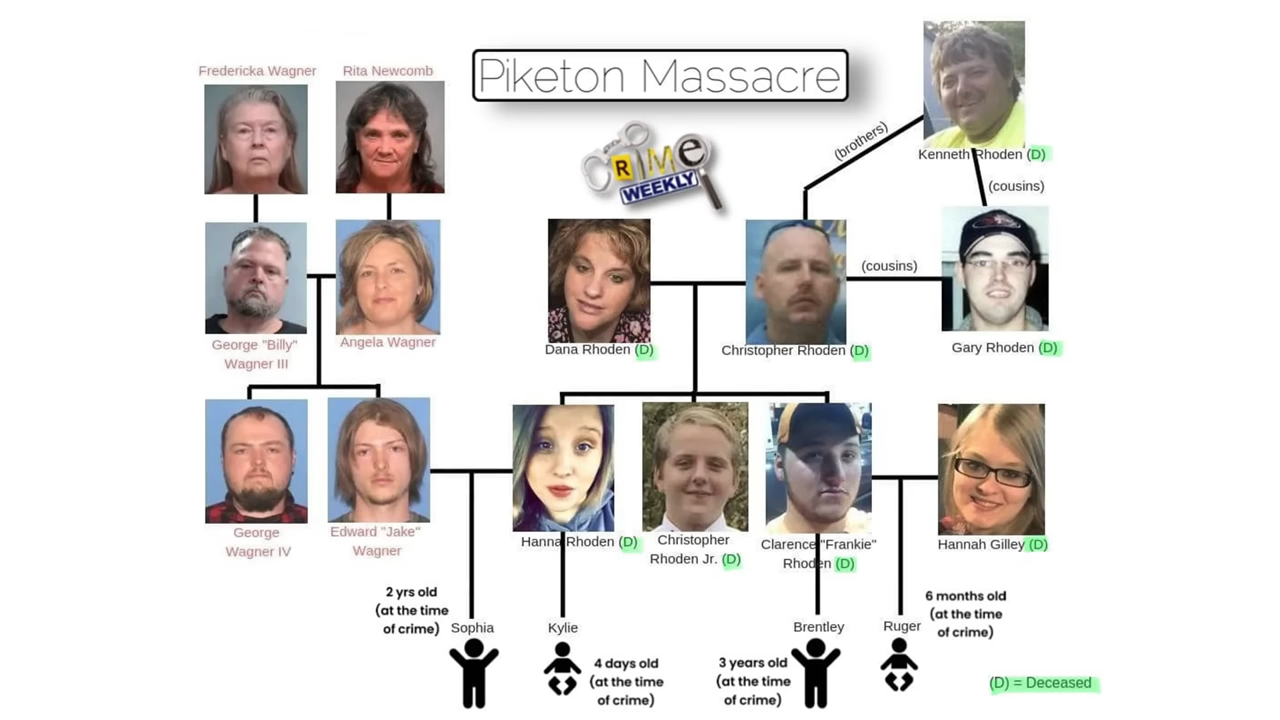 Piketon Massacre
CRIME
WEEKLY
Fredericka Wagner
Rita Newcomb
(brothers)
Kenneth Rhoden (D)
(cousins)
George "Billy"
Wagner III
Angela Wagner
Dana Rhoden (D)
Christopher Rhoden (D)
(cousins)
Gary Rhoden (D)
George
Wagner IV
Edward "Jake"
Wagner
Hanna Rhoden (D)
Christopher
Rhoden Jr. (D)
Clarence "Frankie"
Rhoden (D)
Hannah Gilley (D)
2 yrs old
(at the time
of crime)
Sophia
Kylie
4 days old
(at the time
of crime)
3 years old
(at the time
of crime)
Brentley
Ruger
6 months old
(at the time
of crime)
(D) = Deceased